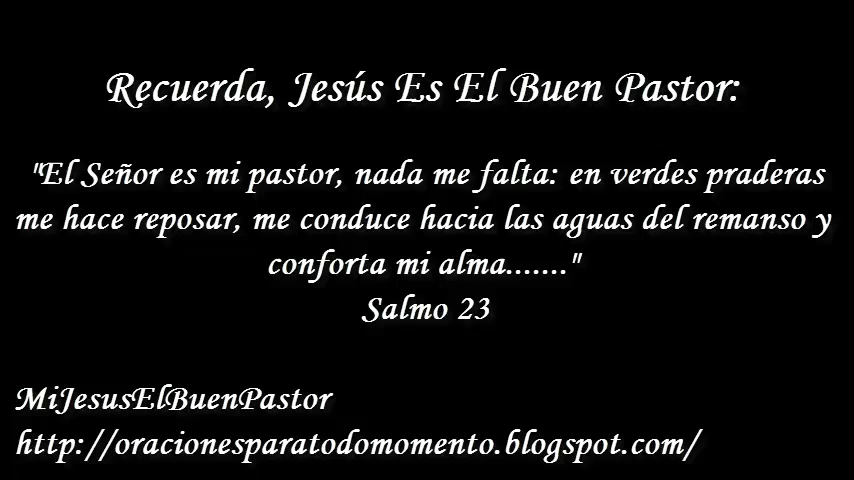 Recuerda, Jesús Es El Buen Pastor:
"El Señor es mi pastor, nada me falta: en verdes praderas
me hace reposar, me conduce hacia las aguas del remanso y
conforta mi alma......."
Salmo 23
MiJesusElBuenPastor
http://oracionesparatodomomento.blogspot.com/